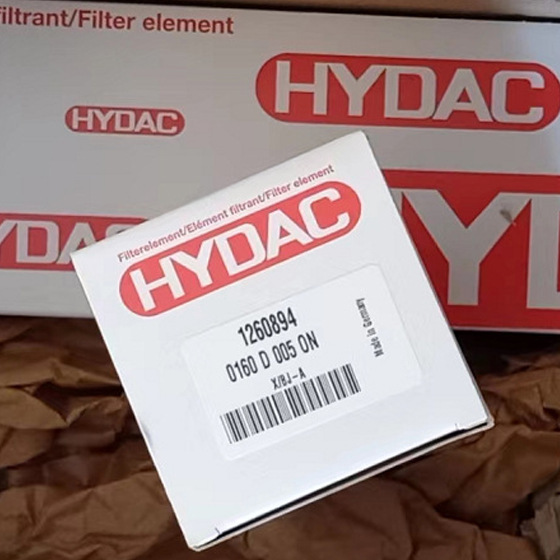 filtrant/Filter element
HYDAC
HYDAC
HYDAC
HYD
Filterelement/Elément filtrant/Filter element
HYDAC
1260894
0160 D 005 ON
X/BJ-A
Made in Germany